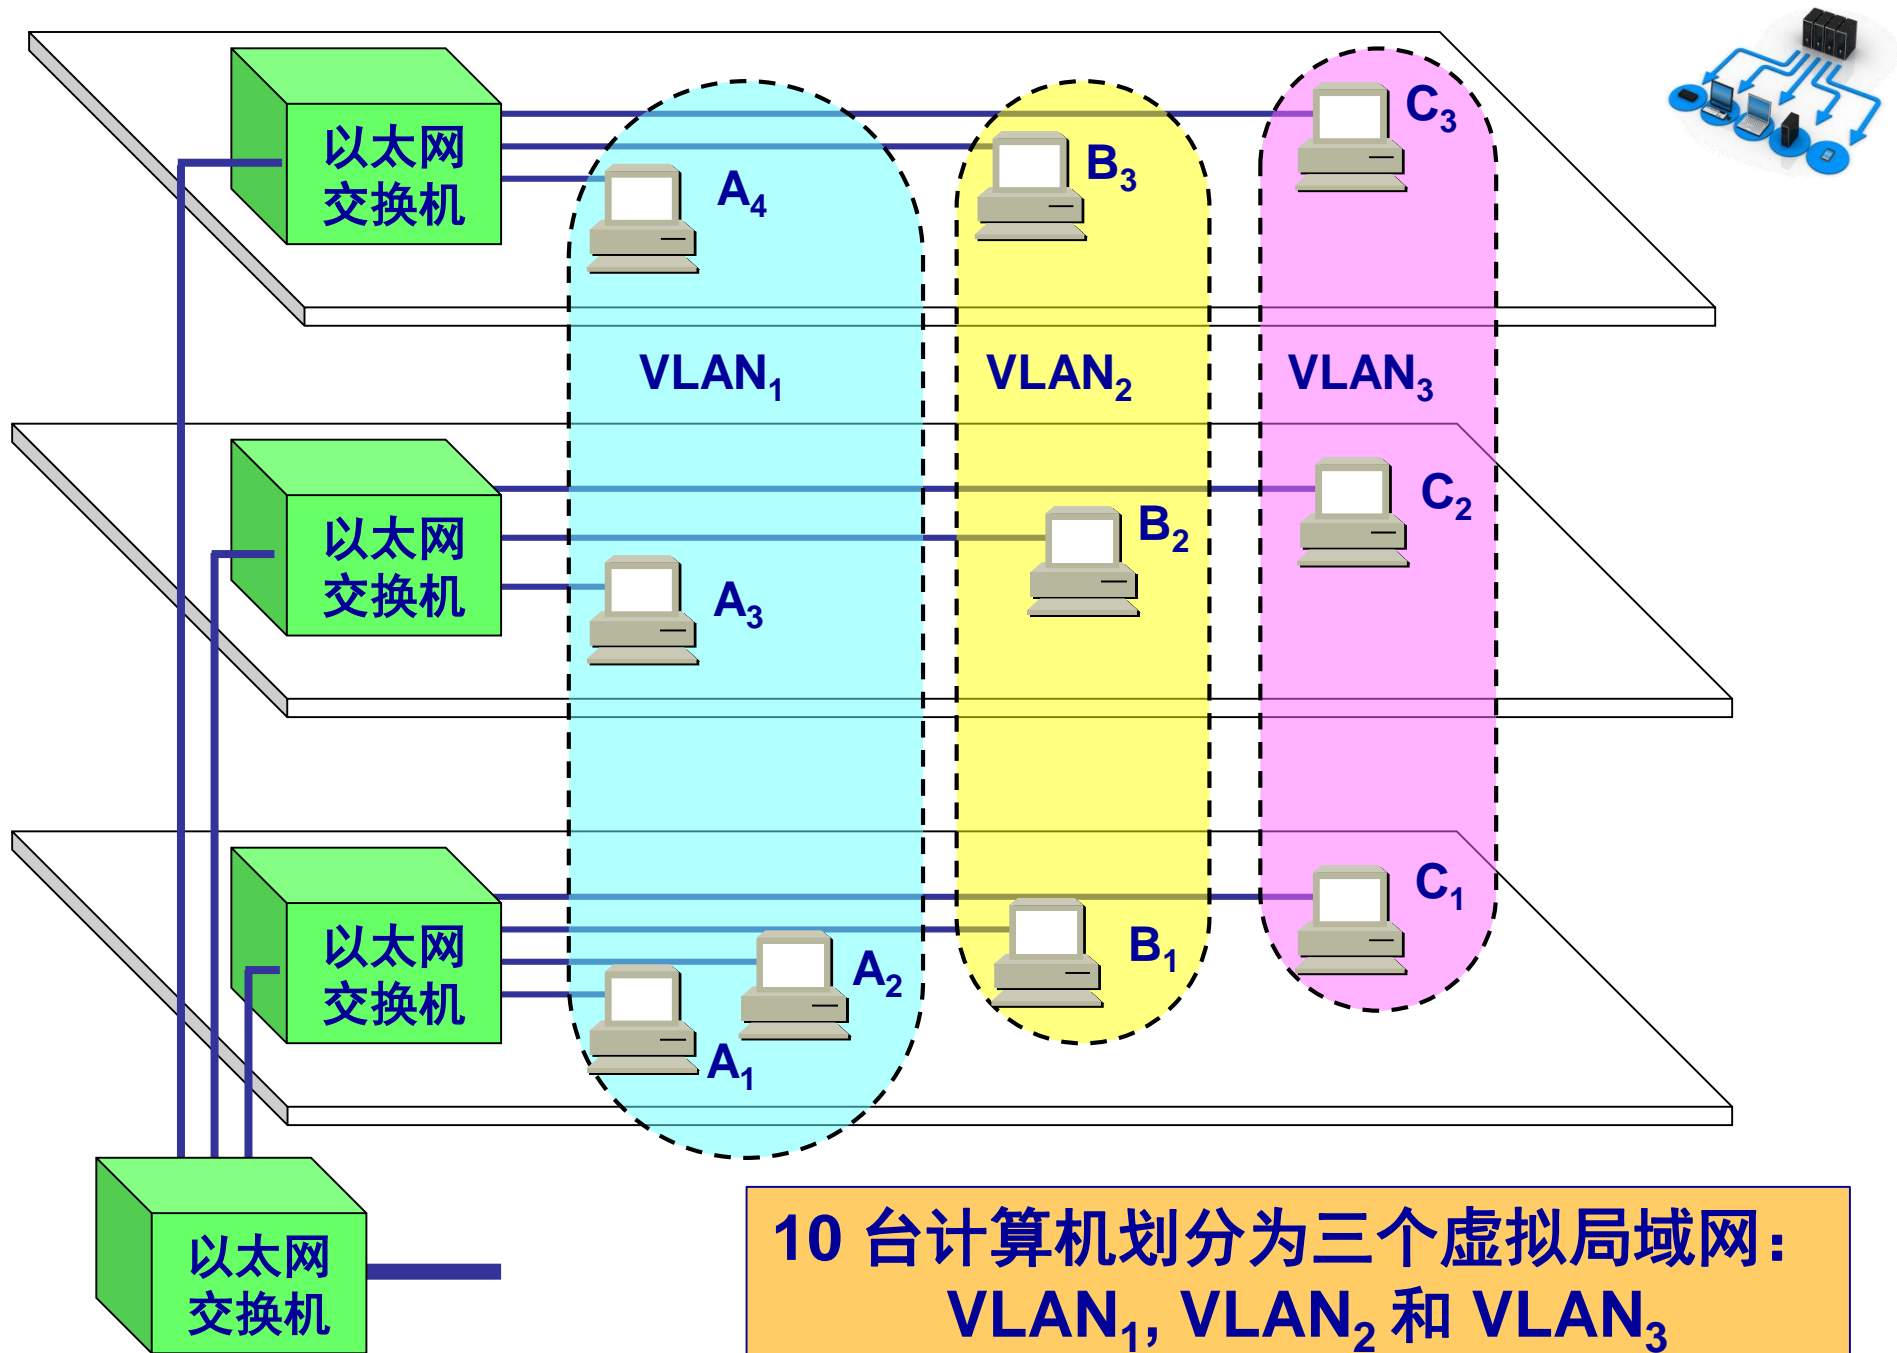 以太网
交换机
A₄
B₃
C₃
VLAN₁
VLAN₂
VLAN₃
以太网
交换机
A₃
B₂
C₂
以太网
交换机
A₁
A₂
B₁
C₁
以太网
交换机
10 台计算机划分为三个虚拟局域网：
VLAN₁, VLAN₂ 和 VLAN₃